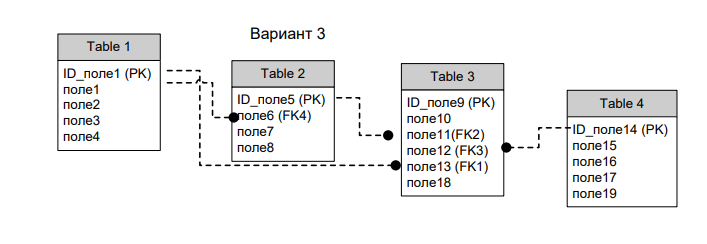 Вариант 3
Table 1
ID_поле1 (PK)
поле1
поле2
поле3
поле4
Table 2
ID_поле5 (PK)
поле6 (FK4)
поле7
поле8
Table 3
ID_поле9 (PK)
поле10
поле11(FK2)
поле12 (FK3)
поле13 (FK1)
поле18
Table 4
ID_поле14 (PK)
поле15
поле16
поле17
поле19